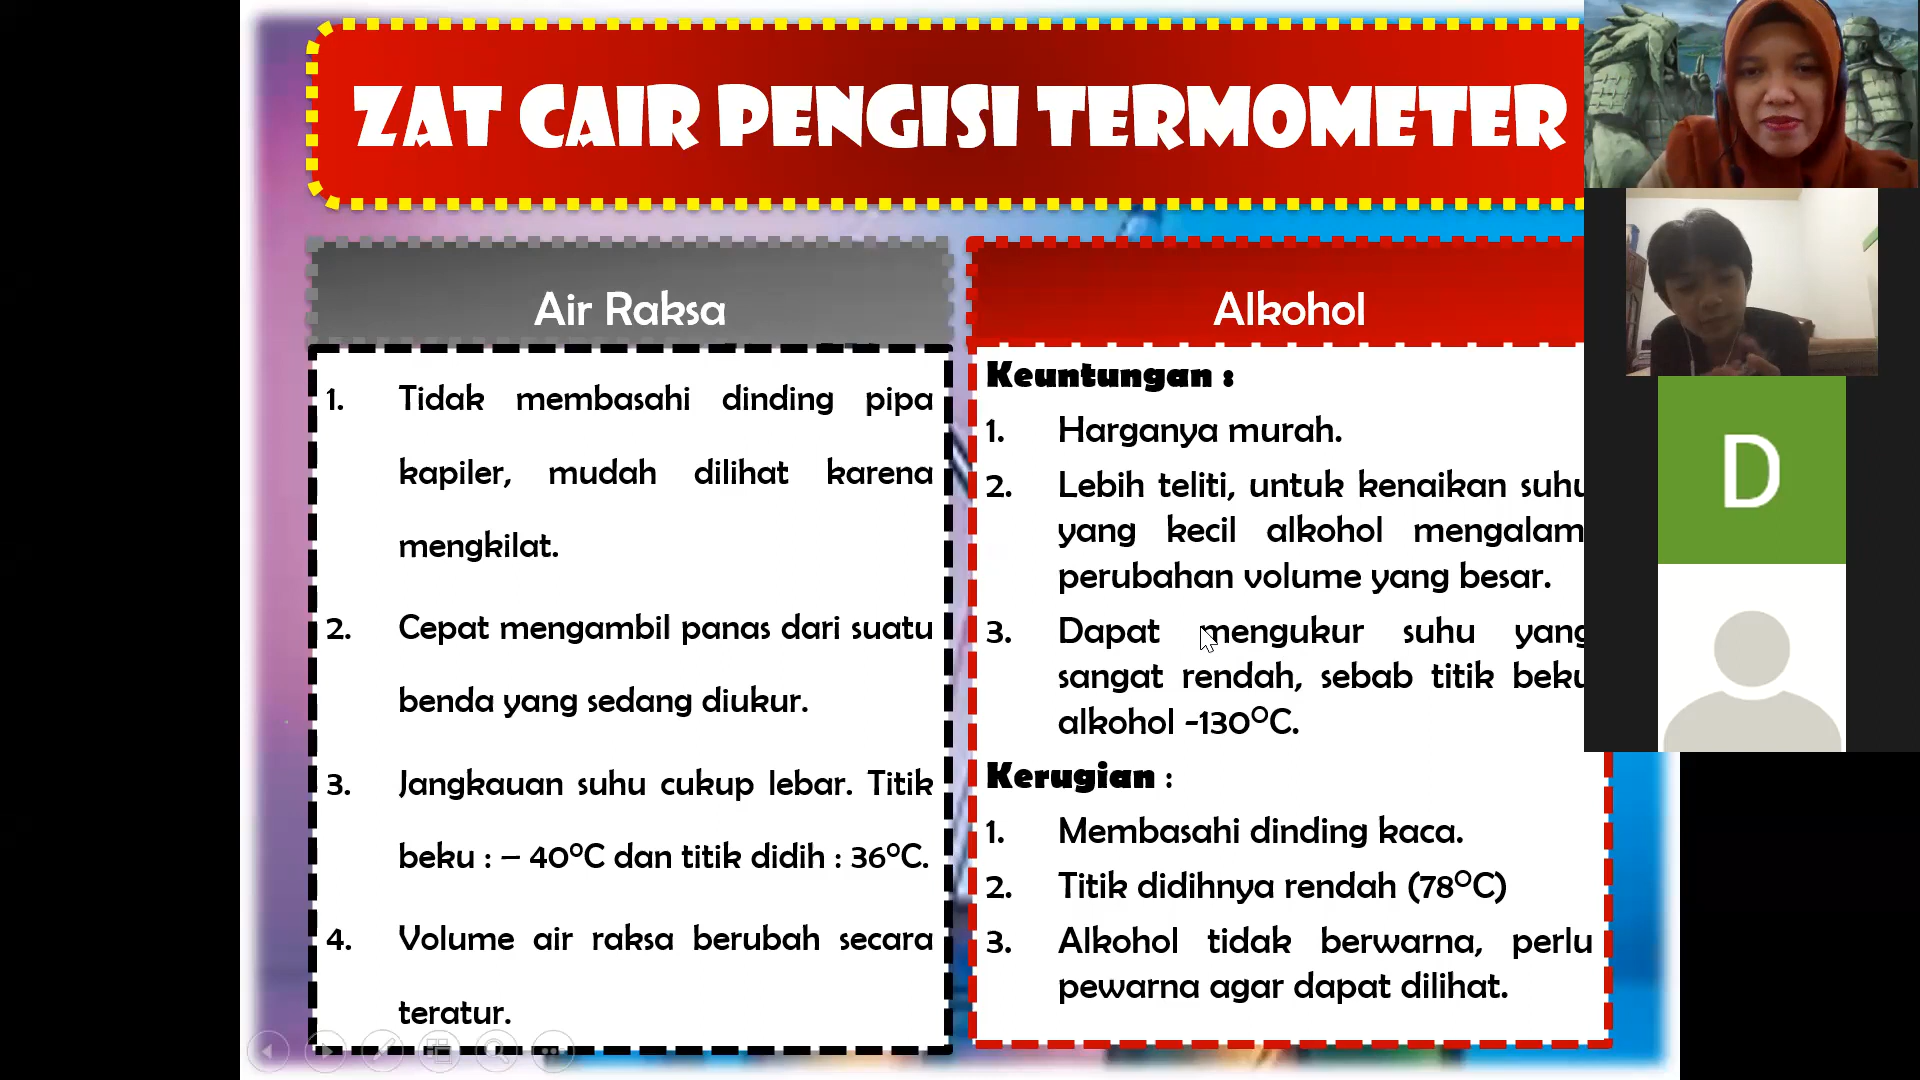 ZAT CAIR PENGISI TERMOMETER
Air Raksa
1. Tidak membasahi dinding pipa
kapiler, mudah dilihat karena
mengkilat.
2. Cepat mengambil panas dari suatu
benda yang sedang diukur.
3. Jangkauan suhu cukup lebar. Titik
beku : – 40⁰C dan titik didih : 36⁰C.
4. Volume air raksa berubah secara
teratur.
Alkohol
Keuntungan :
1. Harganya murah.
2. Lebih teliti, untuk kenaikan suhu
yang kecil alkohol mengalam
perubahan volume yang besar.
3. Dapat mengukur suhu yang
sangat rendah, sebab titik beku
alkohol -130⁰C.
Kerugian :
1. Membasahi dinding kaca.
2. Titik didihnya rendah (78⁰C)
3. Alkohol tidak berwarna, perlu
pewarna agar dapat dilihat.
D